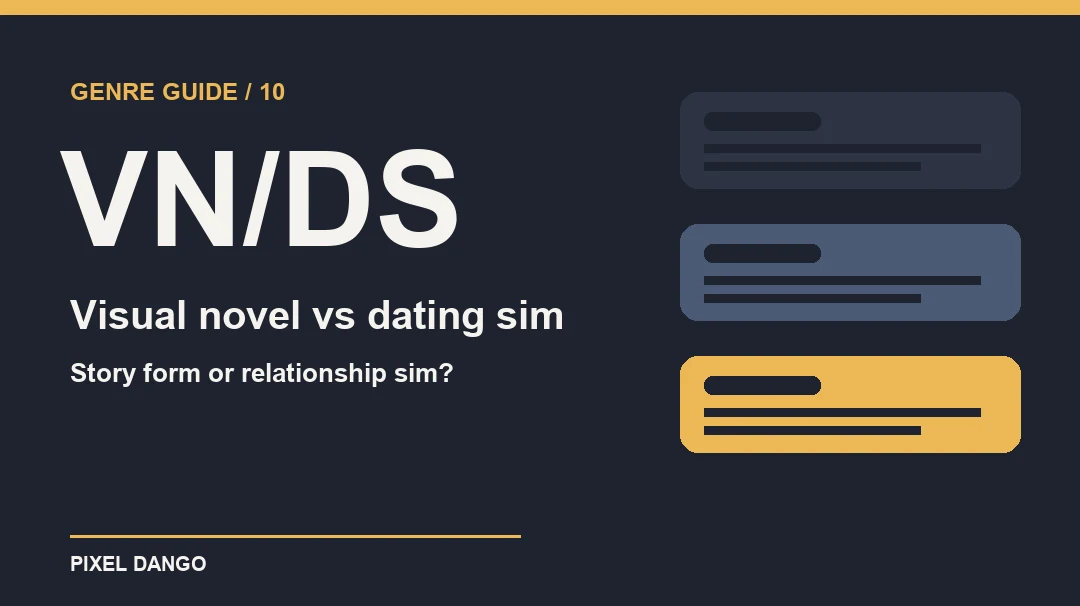 GENRE GUIDE / 10
VN/DS
Visual novel vs dating sim
Story form or relationship sim?
PIXEL DANGO